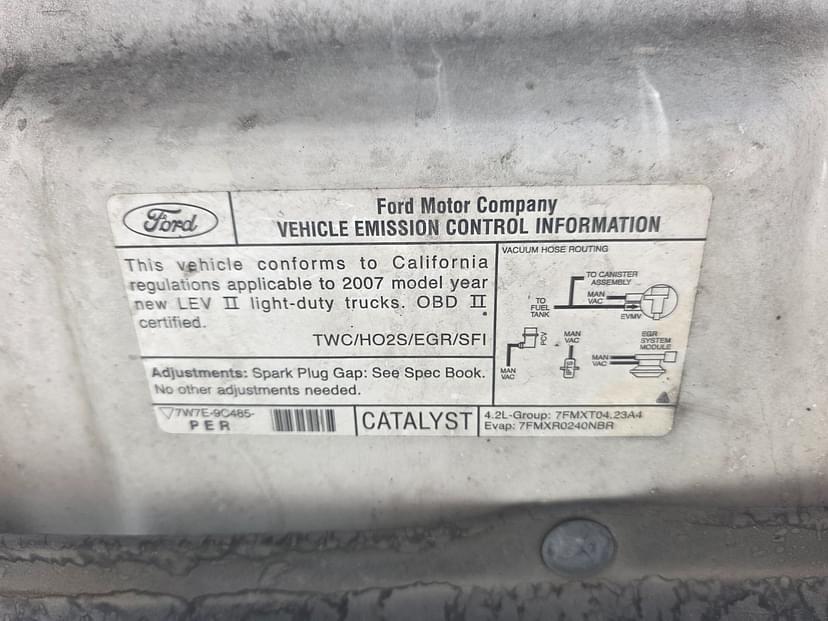 Ford
Ford Motor Company
VEHICLE EMISSION CONTROL INFORMATION
This vehicle conforms to California
regulations applicable to 2007 model year
new LEV II light-duty trucks. OBD II
certified.
TWC/HO2S/EGR/SFI
Adjustments: Spark Plug Gap: See Spec Book.
No other adjustments needed.
7W7E-9C485-
PER
CATALYST
VACUUM HOSE ROUTING
TO CANISTER
ASSEMBLY
MAN
VAC
TO
FUEL
TANK
EVMV
PCV
MAN
VAC
MAN
VAC
EGR
SYSTEM
MODULE
MAN
VAC
4.2L-Group: 7FMXT04.23A4
Evap: 7FMXR0240NBR